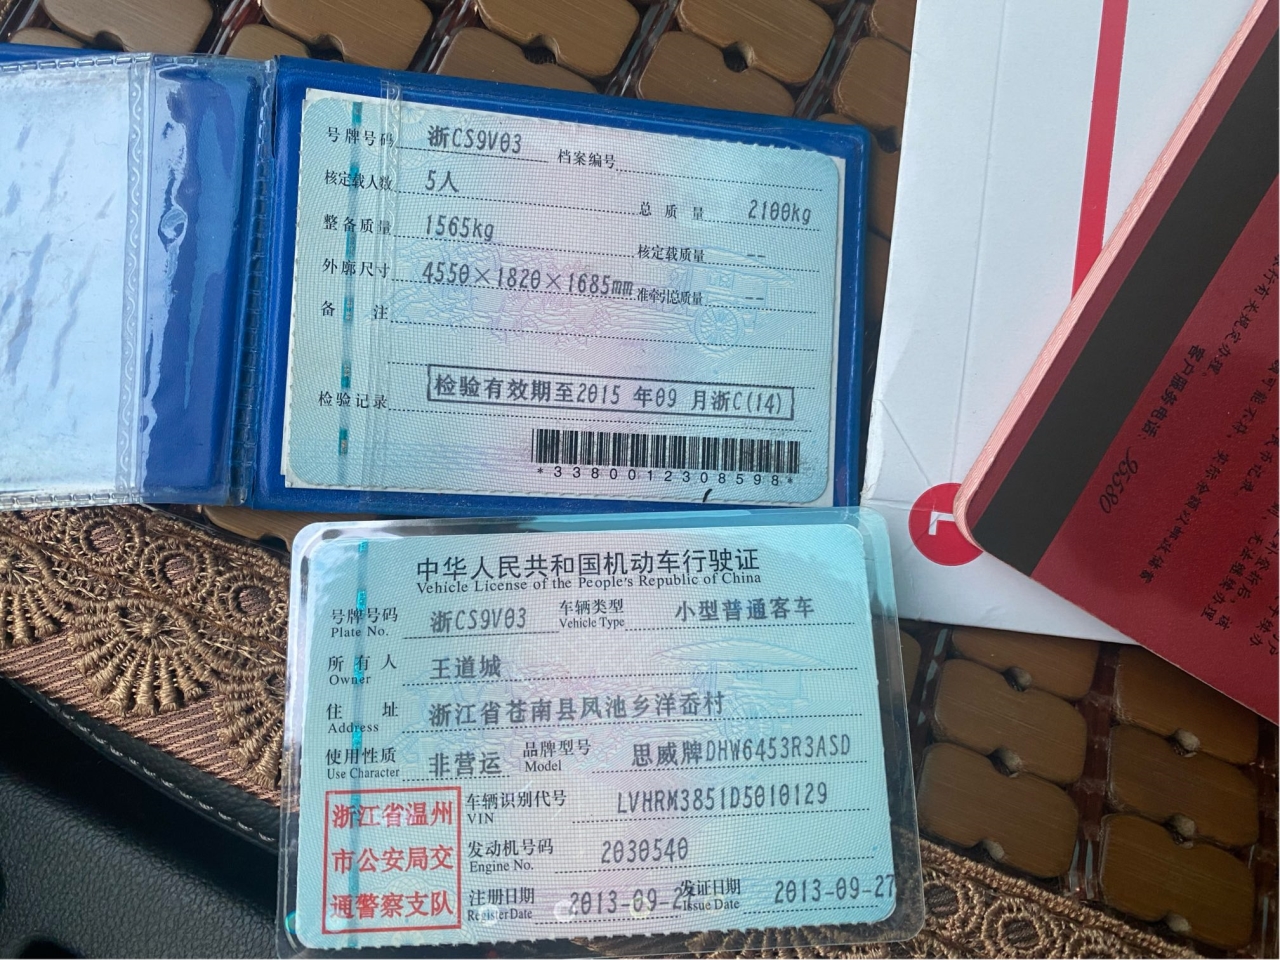 号牌号码 浙CS9V03 档案编号
核定载人数 5人 总质量 2100kg
整备质量 1565kg 核定载质量 --
外廓尺寸 4550×1820×1685mm 准牵引总质量 --
备 注
检验记录 检验有效期至2015 年09 月浙C(14)
*3380012308598*
中华人民共和国机动车行驶证
Vehicle License of the People's Republic of China
号牌号码 浙CS9V03 车辆类型 小型普通客车
Plate No. Vehicle Type
所有人 王道城
Owner
住 址 浙江省苍南县凤池乡洋岙村
Address
使用性质 非营运 品牌型号 思威牌DHW6453R3ASD
Use Character Model
浙江省温州
市公安局交
通警察支队
车辆识别代号 LVHRM3851D5010129
VIN
发动机号码 2030540
Engine No.
注册日期 2013-09-2 发证日期 2013-09-27
Register Date Issue Date
客户服务电话: 95580